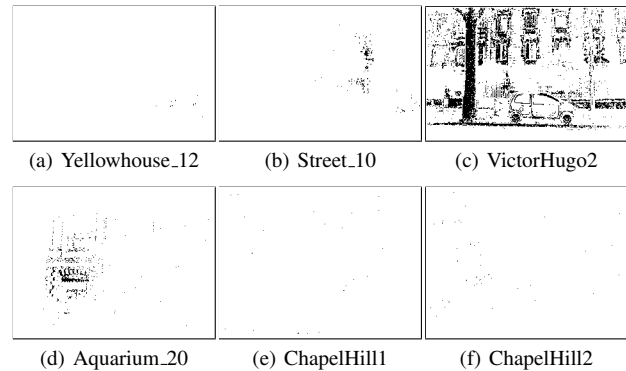 (a) Yellowhouse_12
(b) Street_10
(c) VictorHugo2
(d) Aquarium_20
(e) ChapelHill1
(f) ChapelHill2